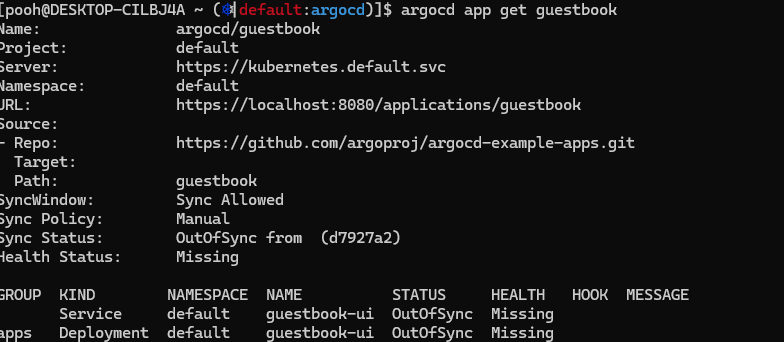 [pooh@DESKTOP-CILBJ4A ~ (⎈|default:argocd)]$ argocd app get guestbook
Name:               argocd/guestbook
Project:            default
Server:             https://kubernetes.default.svc
Namespace:          default
URL:                https://localhost:8080/applications/guestbook
Source:
- Repo:             https://github.com/argoproj/argocd-example-apps.git
  Target:
  Path:             guestbook
SyncWindow:         Sync Allowed
Sync Policy:        Manual
Sync Status:        OutOfSync from  (d7927a2)
Health Status:      Missing

GROUP  KIND        NAMESPACE  NAME          STATUS     HEALTH   HOOK  MESSAGE
       Service     default    guestbook-ui  OutOfSync  Missing
apps   Deployment  default    guestbook-ui  OutOfSync  Missing